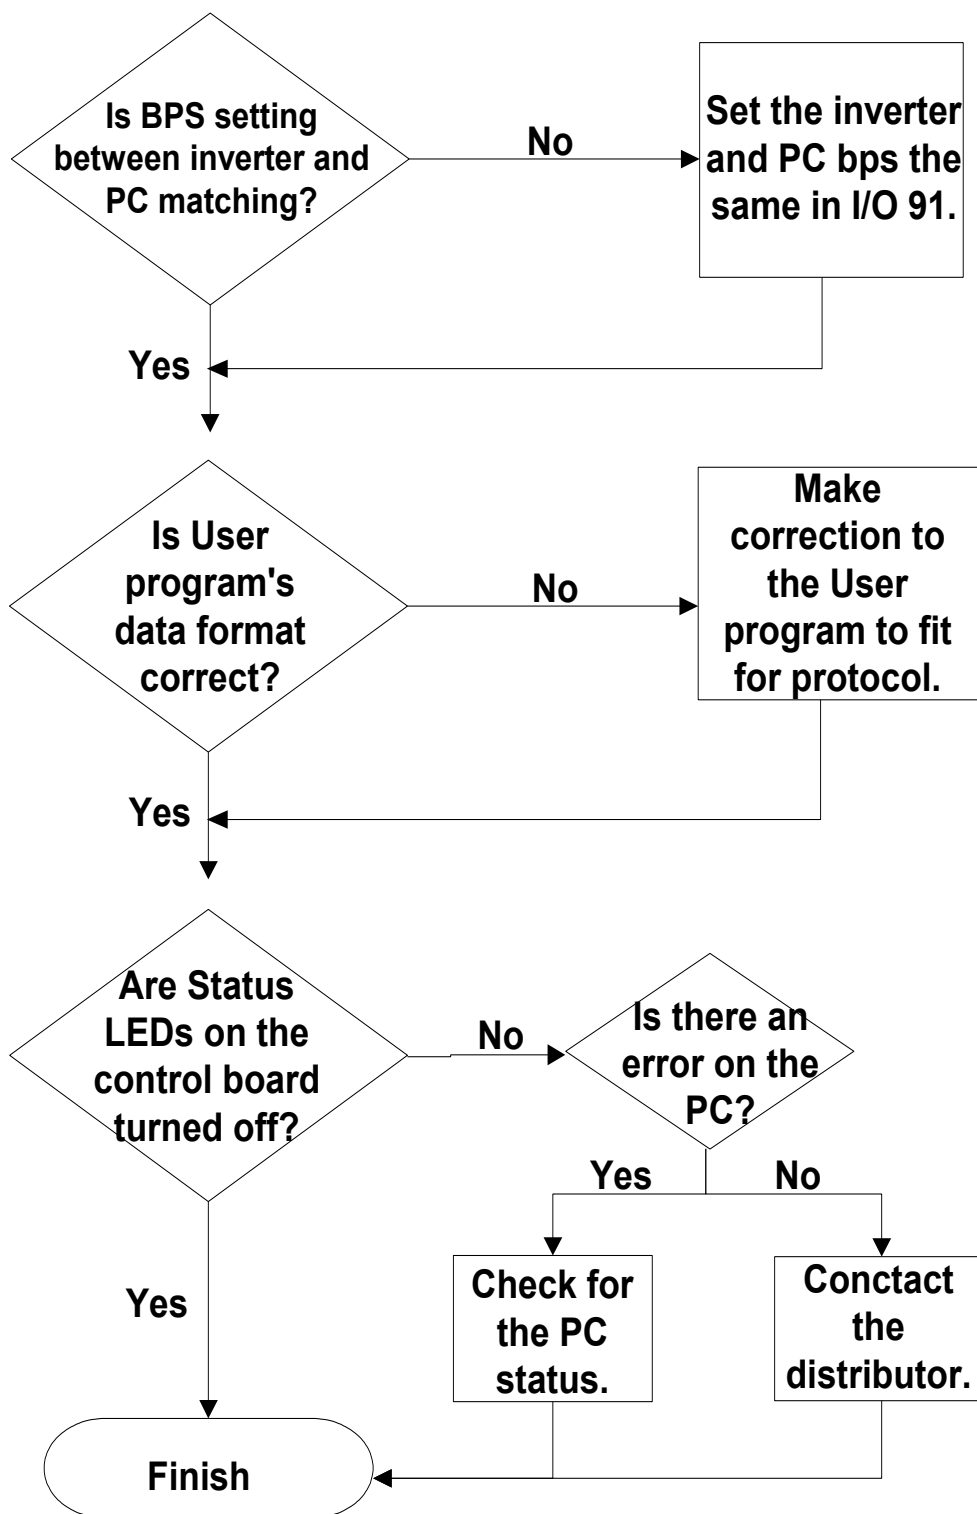 Is BPS setting
between inverter and
PC matching?
No
Set the inverter
and PC bps the
same in I/O 91.
Yes
Is User
program's
data format
correct?
No
Make
correction to
the User
program to fit
for protocol.
Yes
Are Status
LEDs on the
control board
turned off?
No
Is there an
error on the
PC?
Yes
No
Yes
Check for
the PC
status.
Conctact
the
distributor.
Finish